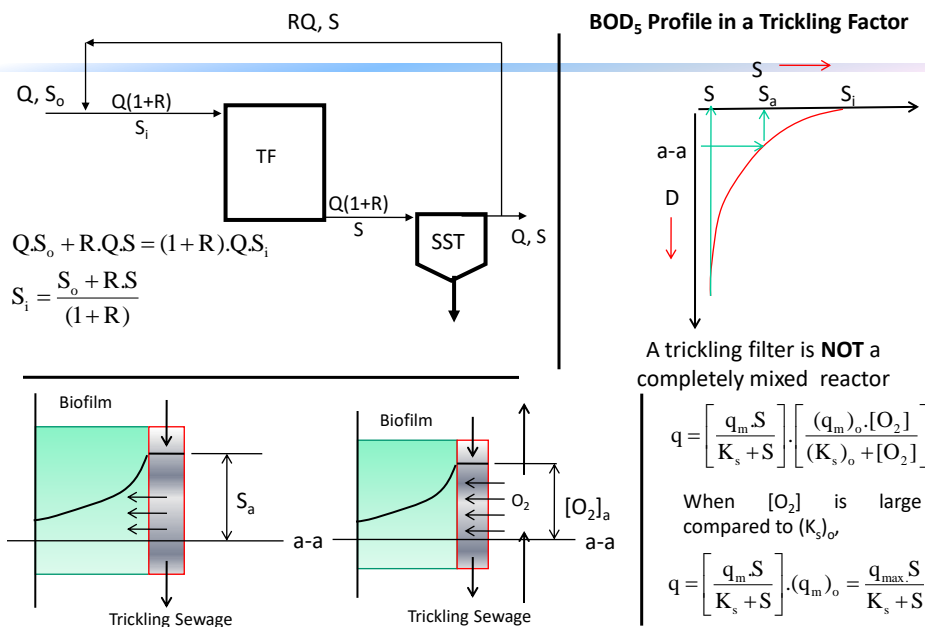 RQ, S
Q, Sₒ
Q(1+R)
Sᵢ
TF
Q(1+R)
S
SST
Q, S
Q.Sₒ + R.Q.S = (1 + R).Q.Sᵢ
Sᵢ = (Sₒ + R.S) / (1 + R)
BOD₅ Profile in a Trickling Factor
S
S Sₐ Sᵢ
a-a
D
A trickling filter is NOT a
completely mixed reactor
Biofilm
Sₐ
a-a
Trickling Sewage
Biofilm
O₂
[O₂]ₐ
a-a
Trickling Sewage
q = [qₘ.S / (Kₛ + S)].[(qₘ)ₒ.[O₂] / ((Kₛ)ₒ + [O₂])]
When [O₂] is large
compared to (Kₛ)ₒ,
q = [qₘ.S / (Kₛ + S)].(qₘ)ₒ = q_max.S / (Kₛ + S)